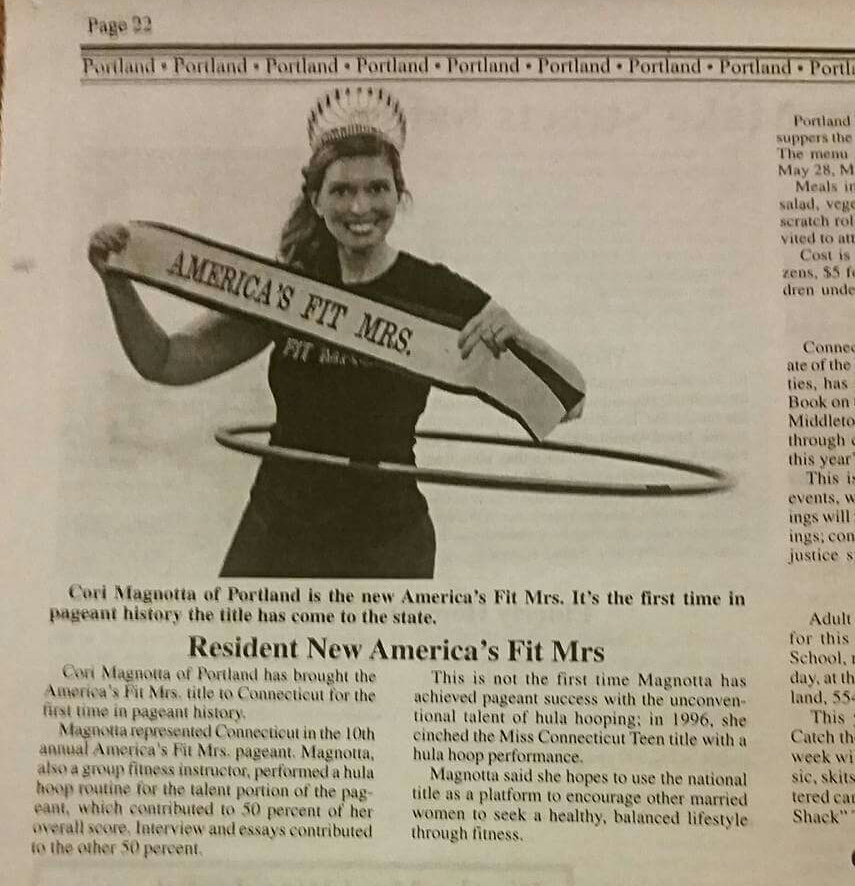 Page 22
Portland • Portland • Portland • Portland • Portland • Portland • Portland • Portland • Portla
AMERICA'S FIT MRS.
FIT
Cori Magnotta of Portland is the new America's Fit Mrs. It's the first time in
pageant history the title has come to the state.
Resident New America's Fit Mrs
Cori Magnotta of Portland has brought the
America's Fit Mrs. title to Connecticut for the
first time in pageant history.
Magnotta represented Connecticut in the 10th
annual America's Fit Mrs. pageant. Magnotta,
also a group fitness instructor, performed a hula
hoop routine for the talent portion of the pag-
eant, which contributed to 50 percent of her
overall score. Interview and essays contributed
to the other 50 percent.
This is not the first time Magnotta has
achieved pageant success with the unconven-
tional talent of hula hooping; in 1996, she
cinched the Miss Connecticut Teen title with a
hula hoop performance.
Magnotta said she hopes to use the national
title as a platform to encourage other married
women to seek a healthy, balanced lifestyle
through fitness.
Portland
suppers the
The menu
May 28, M
Meals in
salad, vege
scratch rol
vited to att
Cost is
zens, $5 fo
dren unde
Connec
ate of the
ties, has
Book on
Middleto
through
this year'
This is
events, w
ings will
ings; con
justice s
Adult
for this
School,
day, at th
land, 554
This
Catch th
week wi
sic, skits
tered car
Shack"